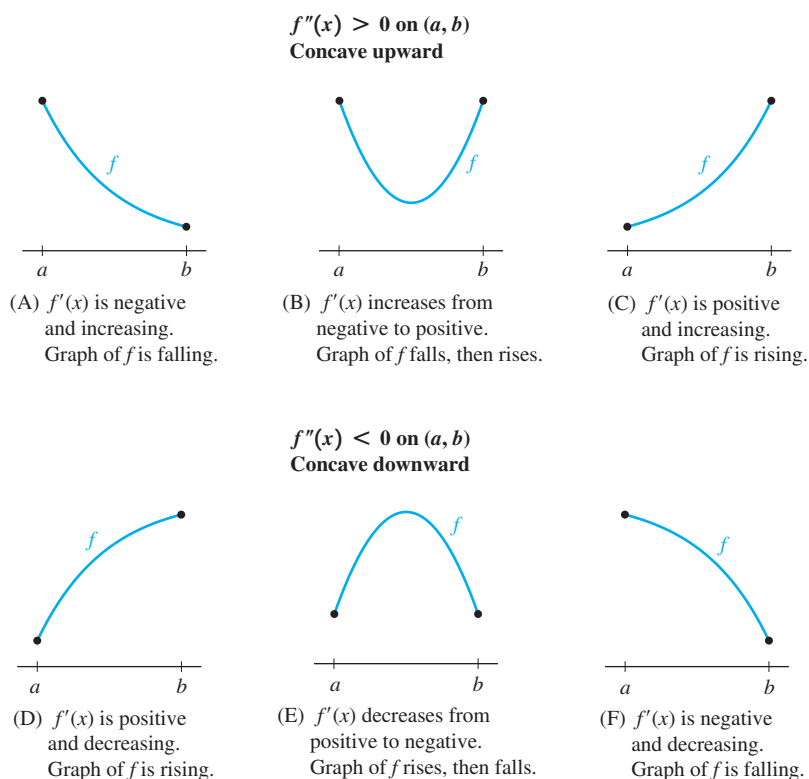 f″(x) > 0 on (a, b)
Concave upward
f
f
f
a b
a b
a b
(A) f′(x) is negative
and increasing.
Graph of f is falling.
(B) f′(x) increases from
negative to positive.
Graph of f falls, then rises.
(C) f′(x) is positive
and increasing.
Graph of f is rising.
f″(x) < 0 on (a, b)
Concave downward
f
f
f
a b
a b
a b
(D) f′(x) is positive
and decreasing.
Graph of f is rising.
(E) f′(x) decreases from
positive to negative.
Graph of f rises, then falls.
(F) f′(x) is negative
and decreasing.
Graph of f is falling.